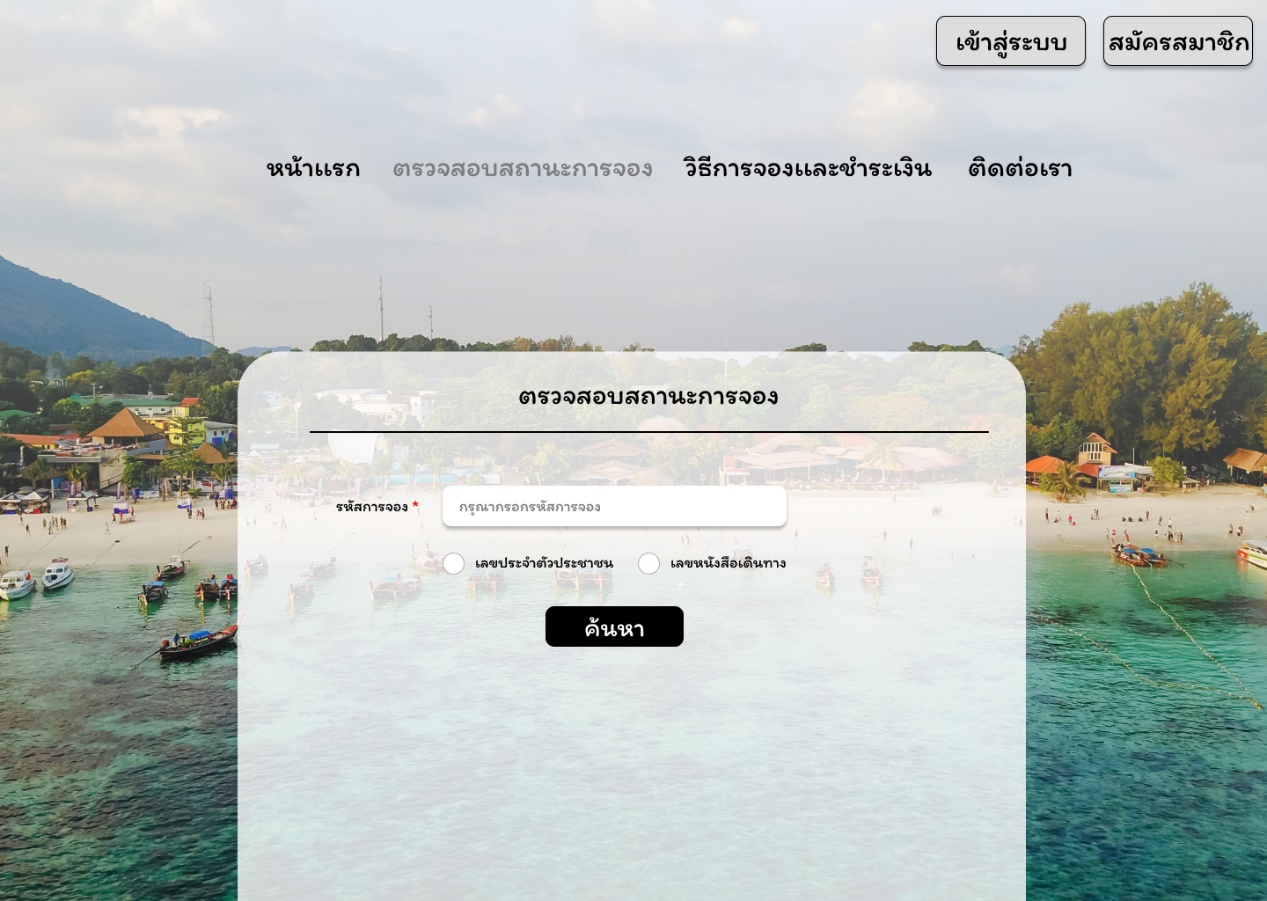 เข้าสู่ระบบ สมัครสมาชิก
หน้าแรก ตรวจสอบสถานะการจอง วิธีการจองและชำระเงิน ติดต่อเรา
ตรวจสอบสถานะการจอง
รหัสการจอง * กรุณากรอกรหัสการจอง
เลขประจำตัวประชาชน เลขหนังสือเดินทาง
ค้นหา